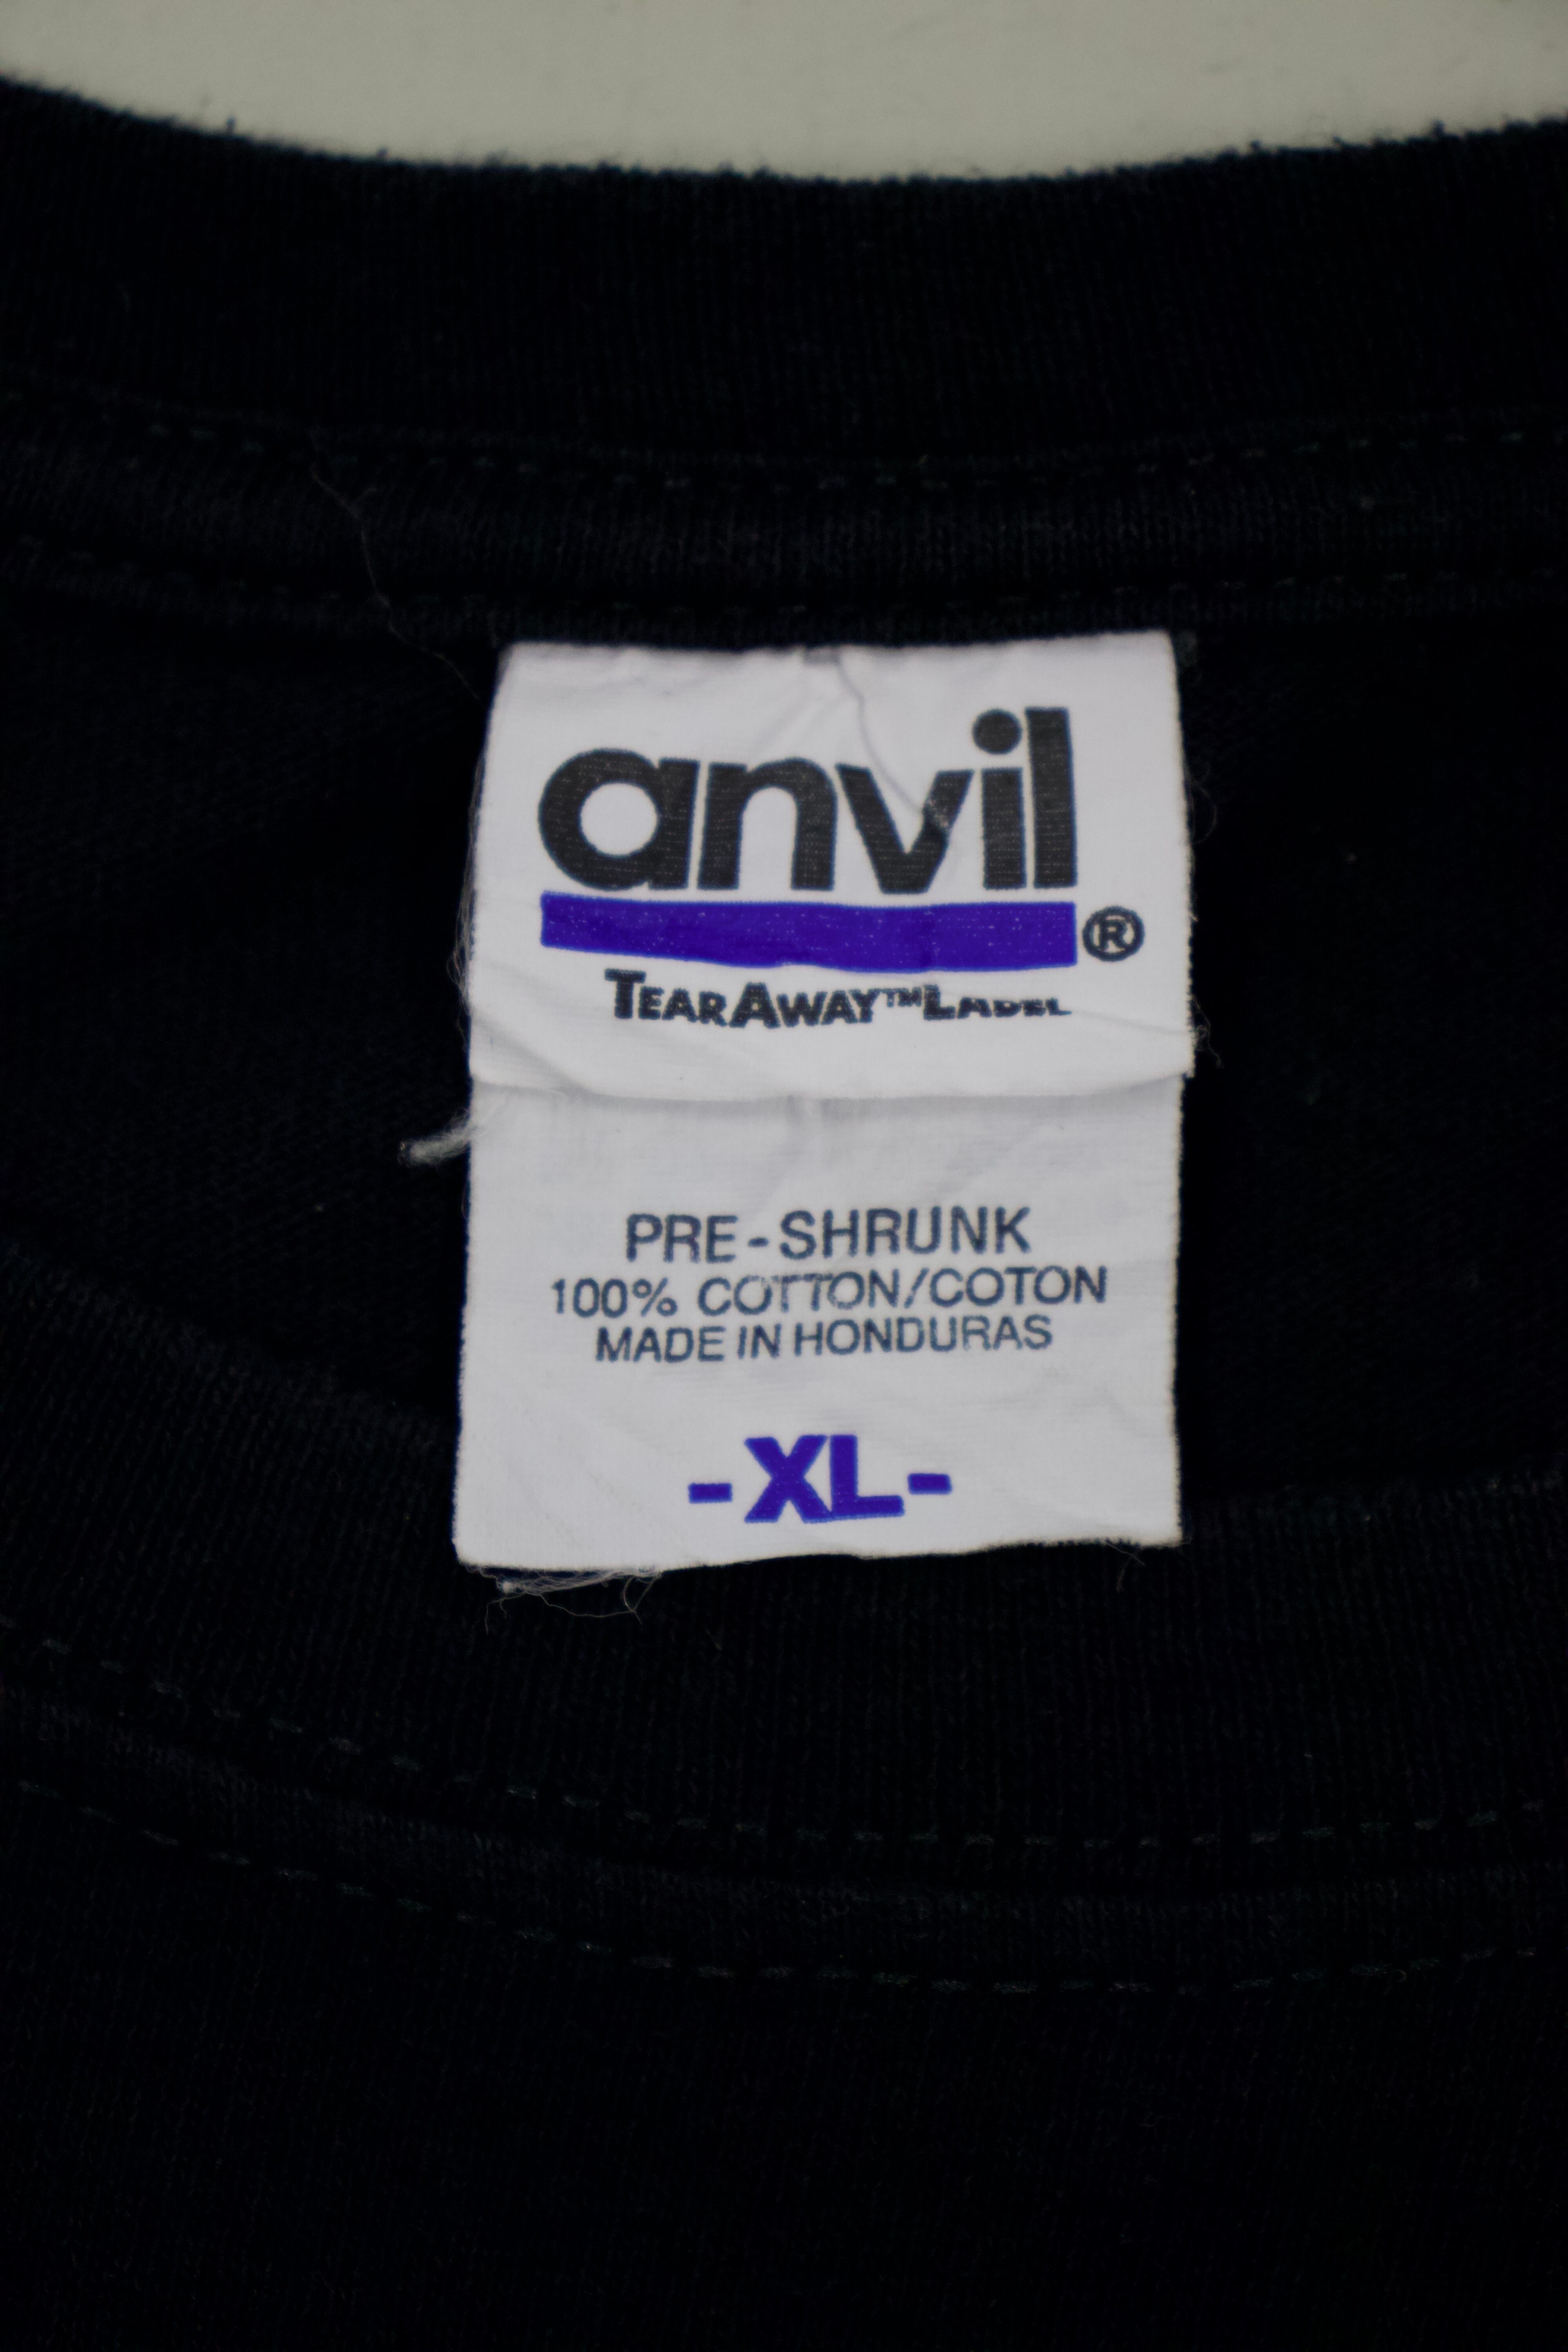 anvil
®
TEARAWAY™LABEL
PRE-SHRUNK
100% COTTON/COTON
MADE IN HONDURAS
-XL-